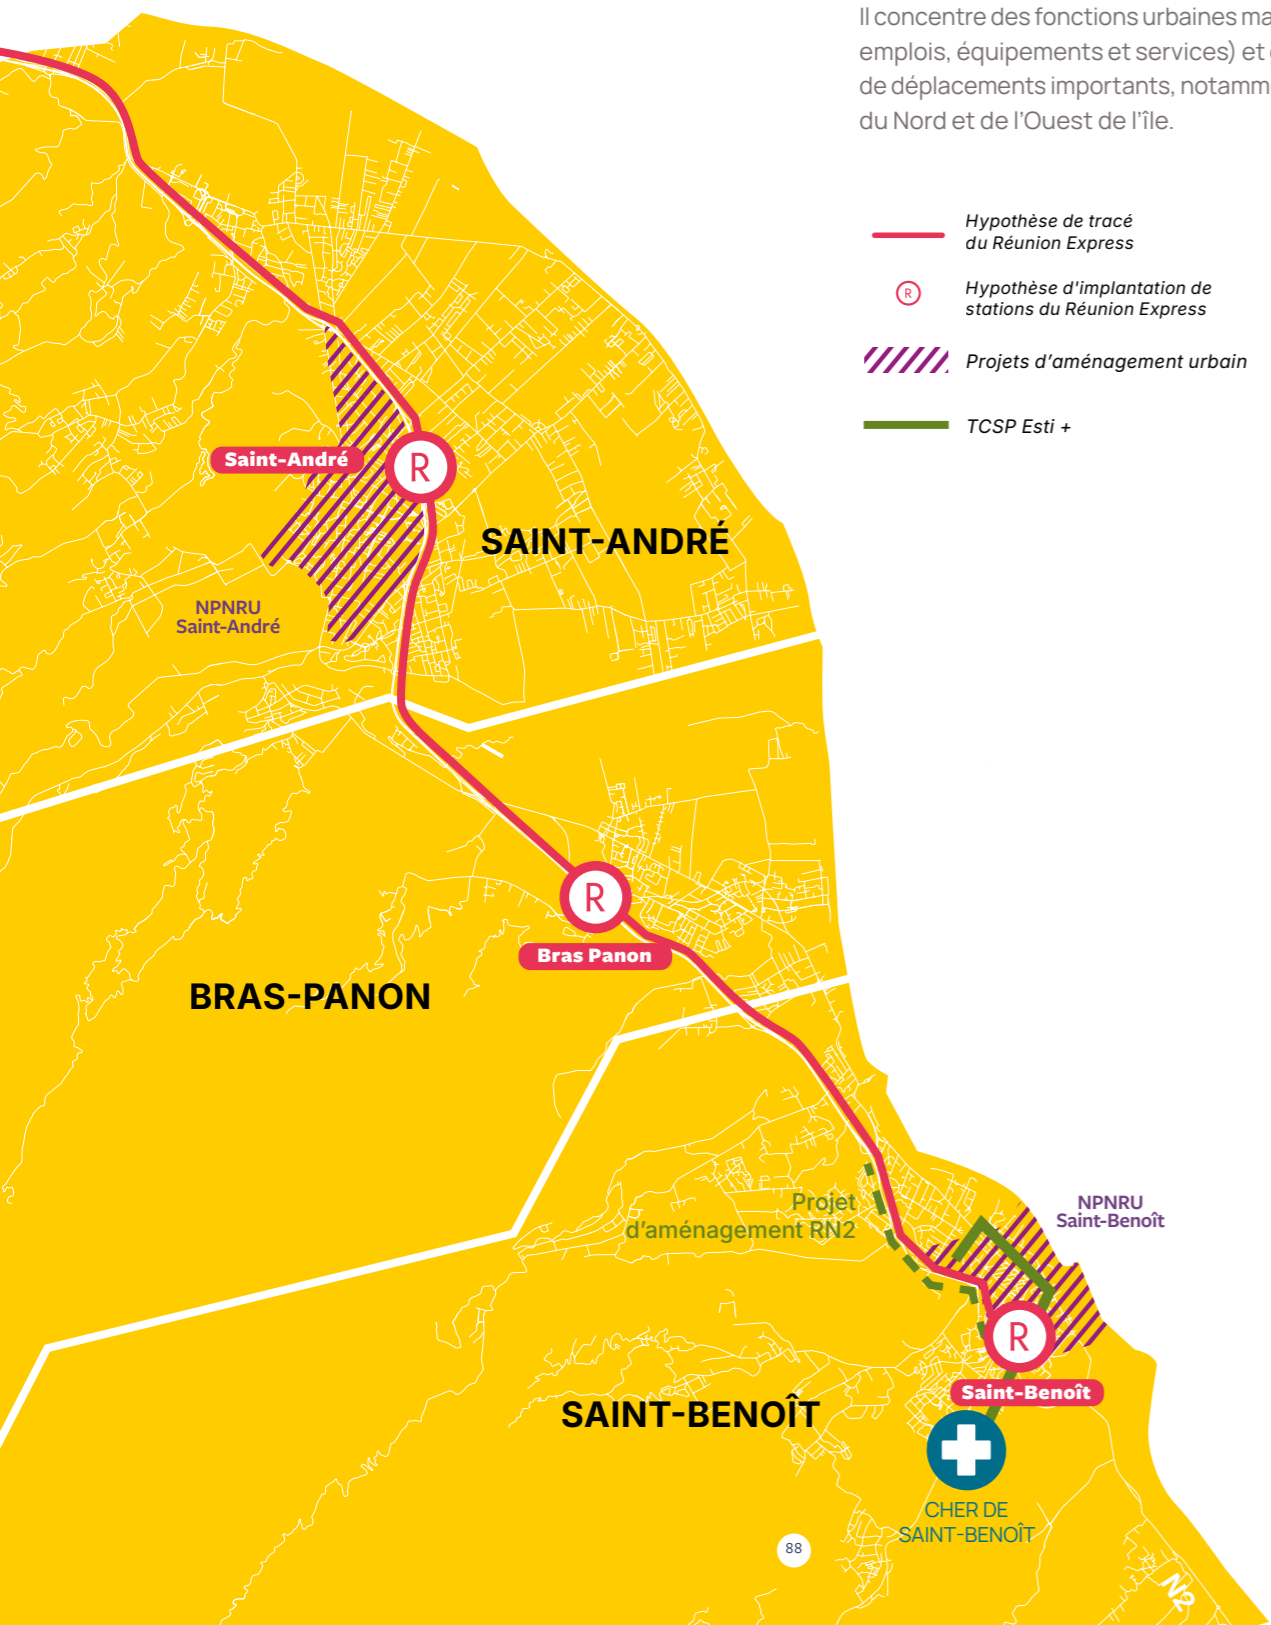 Il concentre des fonctions urbaines
emplois, équipements et services) et
de déplacements importants,
du Nord et de l'Ouest de l'île.
Hypothèse de tracé
du Réunion Express
R
Hypothèse d'implantation de
stations du Réunion Express
Projets d'aménagement urbain
TCSP Esti +
Saint-André
R
SAINT-ANDRÉ
NPNRU
Saint-André
R
Bras Panon
BRAS-PANON
Projet
d'aménagement RN2
NPNRU
Saint-Benoît
R
Saint-Benoît
SAINT-BENOÎT
CHER DE
SAINT-BENOÎT
88
N2